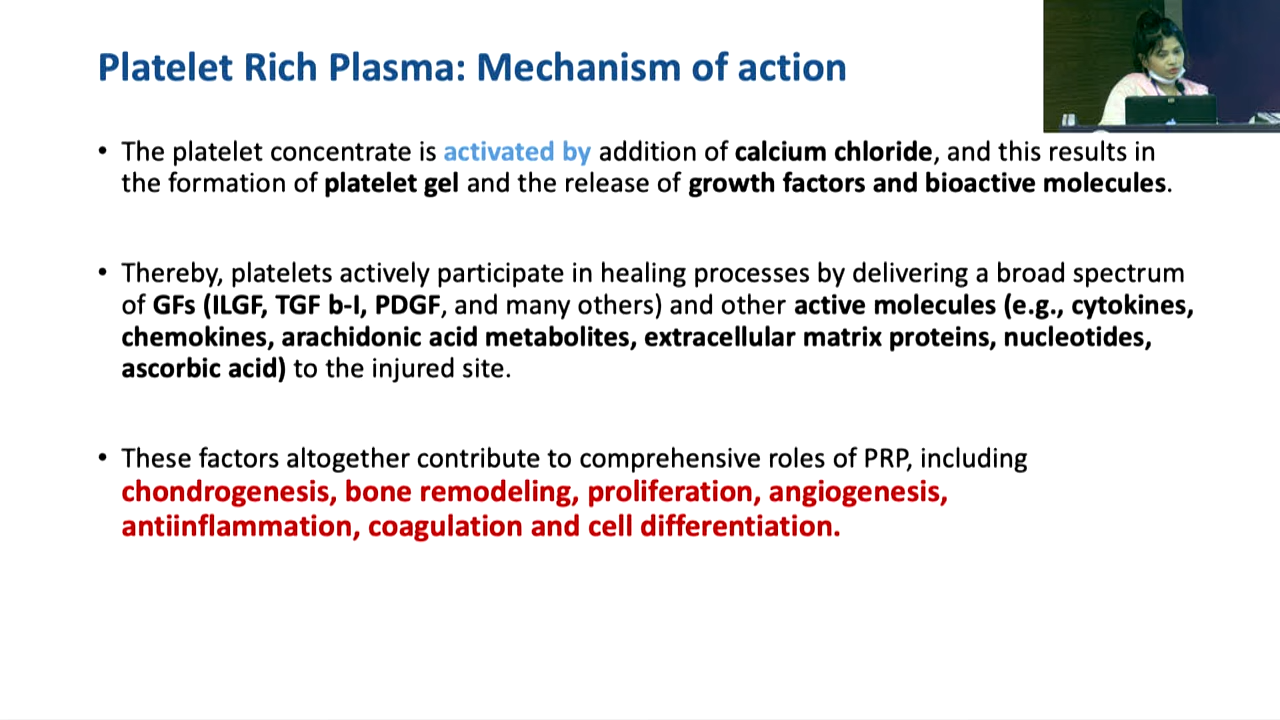 Platelet Rich Plasma: Mechanism of action
• The platelet concentrate is activated by addition of calcium chloride, and this results in
the formation of platelet gel and the release of growth factors and bioactive molecules.
• Thereby, platelets actively participate in healing processes by delivering a broad spectrum
of GFs (ILGF, TGF b-I, PDGF, and many others) and other active molecules (e.g., cytokines,
chemokines, arachidonic acid metabolites, extracellular matrix proteins, nucleotides,
ascorbic acid) to the injured site.
• These factors altogether contribute to comprehensive roles of PRP, including
chondrogenesis, bone remodeling, proliferation, angiogenesis,
antiinflammation, coagulation and cell differentiation.